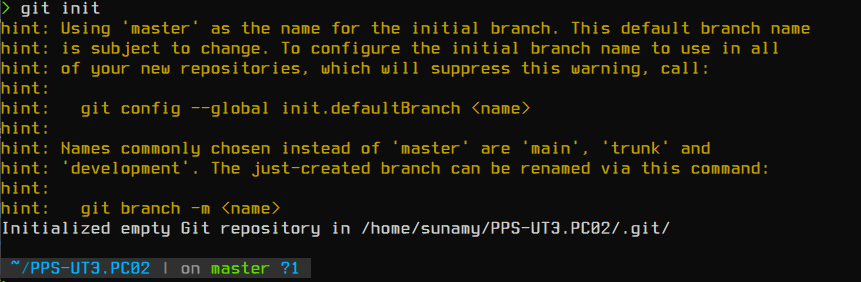 > git init
hint: Using 'master' as the name for the initial branch. This default branch name
hint: is subject to change. To configure the initial branch name to use in all
hint: of your new repositories, which will suppress this warning, call:
hint:
hint:   git config --global init.defaultBranch <name>
hint:
hint: Names commonly chosen instead of 'master' are 'main', 'trunk' and
hint: 'development'. The just-created branch can be renamed via this command:
hint:
hint:   git branch -m <name>
Initialized empty Git repository in /home/sunamy/PPS-UT3.PC02/.git/
~/PPS-UT3.PC02 | on master ?1